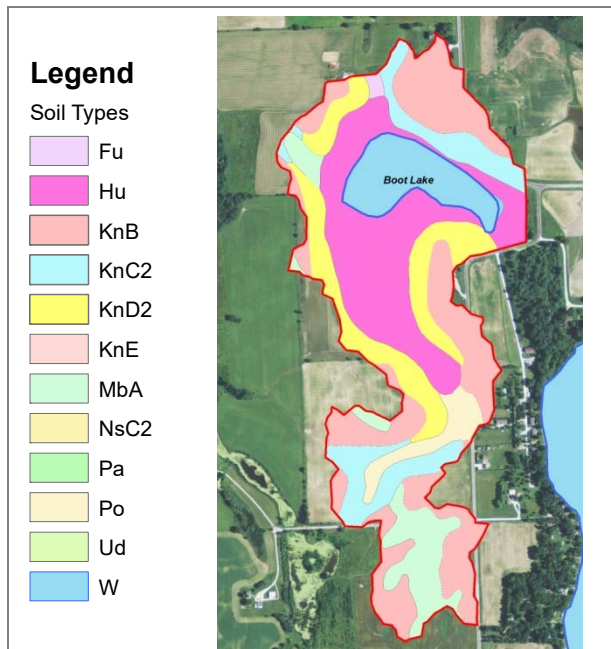 Legend
Soil Types
Fu
Hu
KnB
KnC2
KnD2
KnE
MbA
NsC2
Pa
Po
Ud
W
Boot Lake